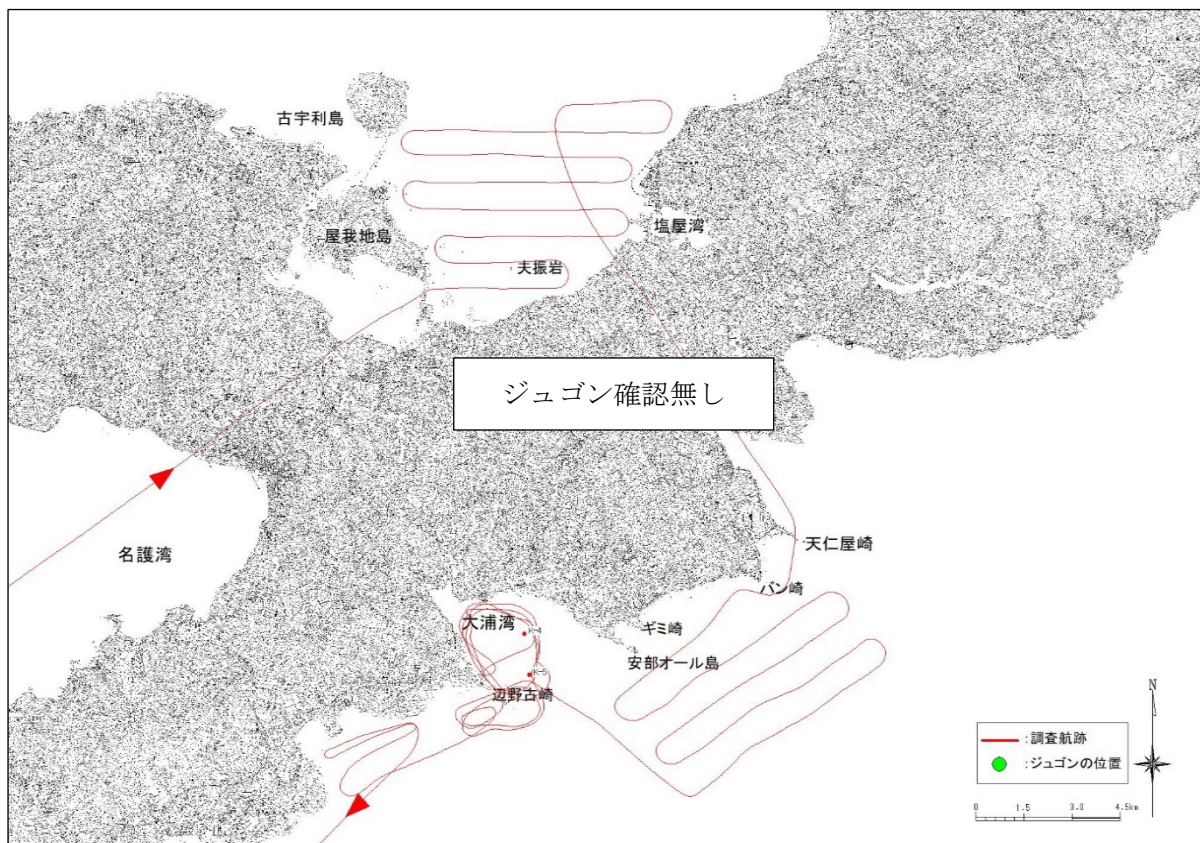 古宇利島
塩屋湾
屋我地島
夫振岩
ジュゴン確認無し
天仁屋崎
名護湾
バン崎
大浦湾
ギミ崎
安部オール島
K-5
辺野古崎
N
:調査航跡
:ジュゴンの位置
0 1.5 3.0 4.5km